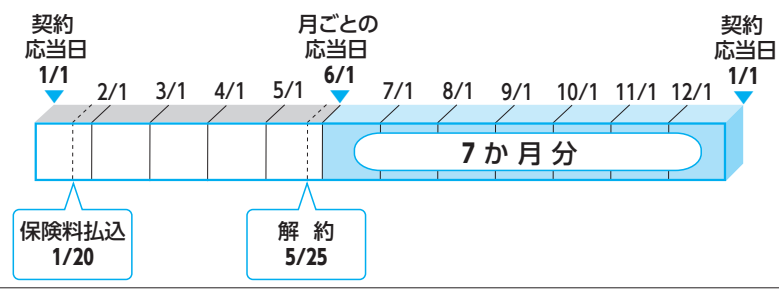 契約
応当日
1/1
月ごとの
応当日
6/1
契約
応当日
1/1
2/1 3/1 4/1 5/1 7/1 8/1 9/1 10/1 11/1 12/1
7か月分
保険料払込
1/20
解 約
5/25